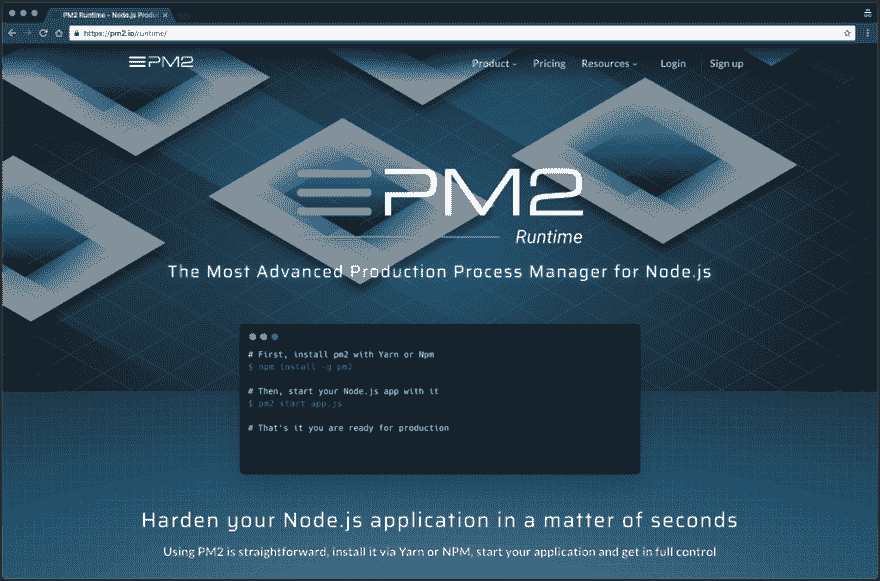 PM2 Runtime - Node.js Produc
https://pm2.io/runtime/
PM2
Product
Pricing
Resources
Login
Sign up
PM2
Runtime
The Most Advanced Production Process Manager for Node.js
# First, install pm2 with Yarn or Npm
$ npm install -g pm2
# Then, start your Node.js app with it
$ pm2 start app.js
# That's it you are ready for production
Harden your Node.js application in a matter of seconds
Using PM2 is straightforward, install it via Yarn or NPM, start your application and get in full control